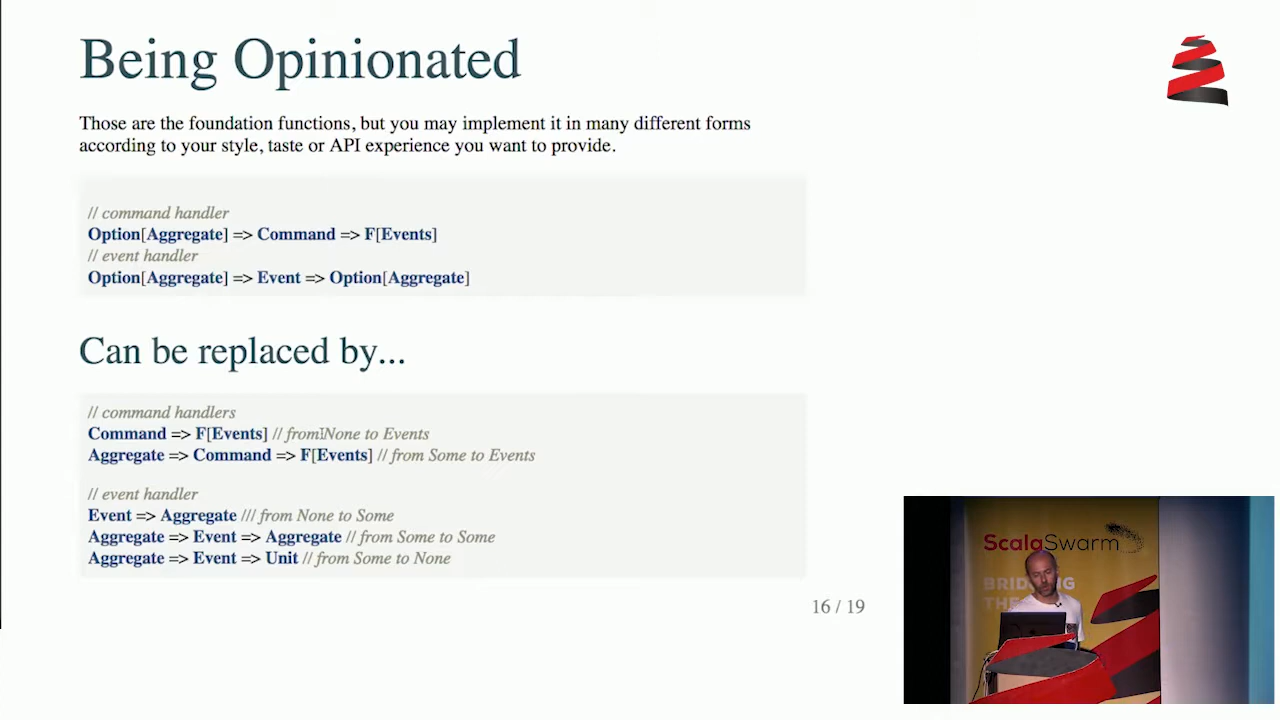 Being Opinionated
Those are the foundation functions, but you may implement it in many different forms
according to your style, taste or API experience you want to provide.
// command handler
Option[Aggregate] => Command => F[Events]
// event handler
Option[Aggregate] => Event => Option[Aggregate]
Can be replaced by...
// command handlers
Command => F[Events] // from None to Events
Aggregate => Command => F[Events] // from Some to Events
// event handler
Event => Aggregate /// from None to Some
Aggregate => Event => Aggregate // from Some to Some
Aggregate => Event => Unit // from Some to None
16 / 19
ScalaSwarm